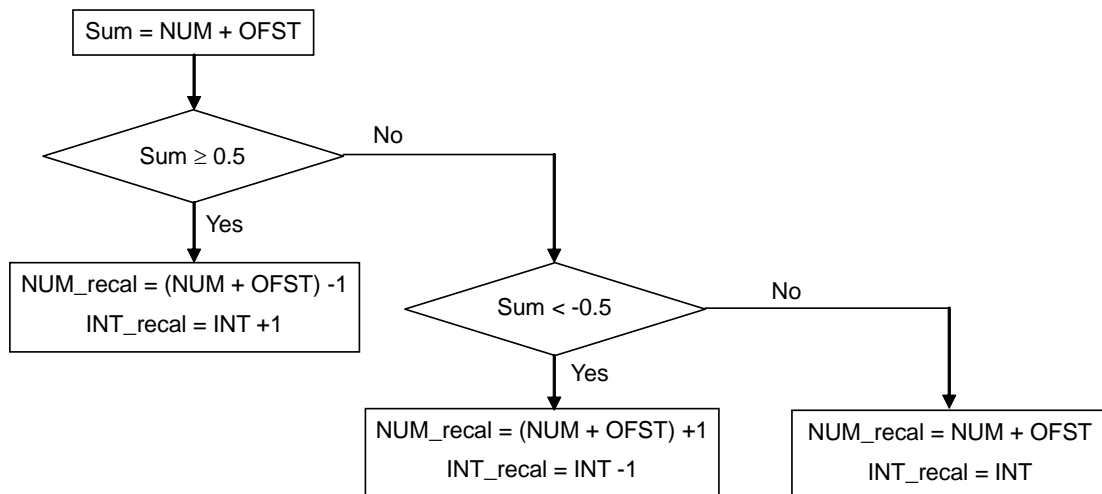 Sum = NUM + OFST
Sum ≥ 0.5
No
Yes
NUM_recal = (NUM + OFST) -1
INT_recal = INT +1
Sum < -0.5
No
Yes
NUM_recal = (NUM + OFST) +1
INT_recal = INT -1
NUM_recal = NUM + OFST
INT_recal = INT